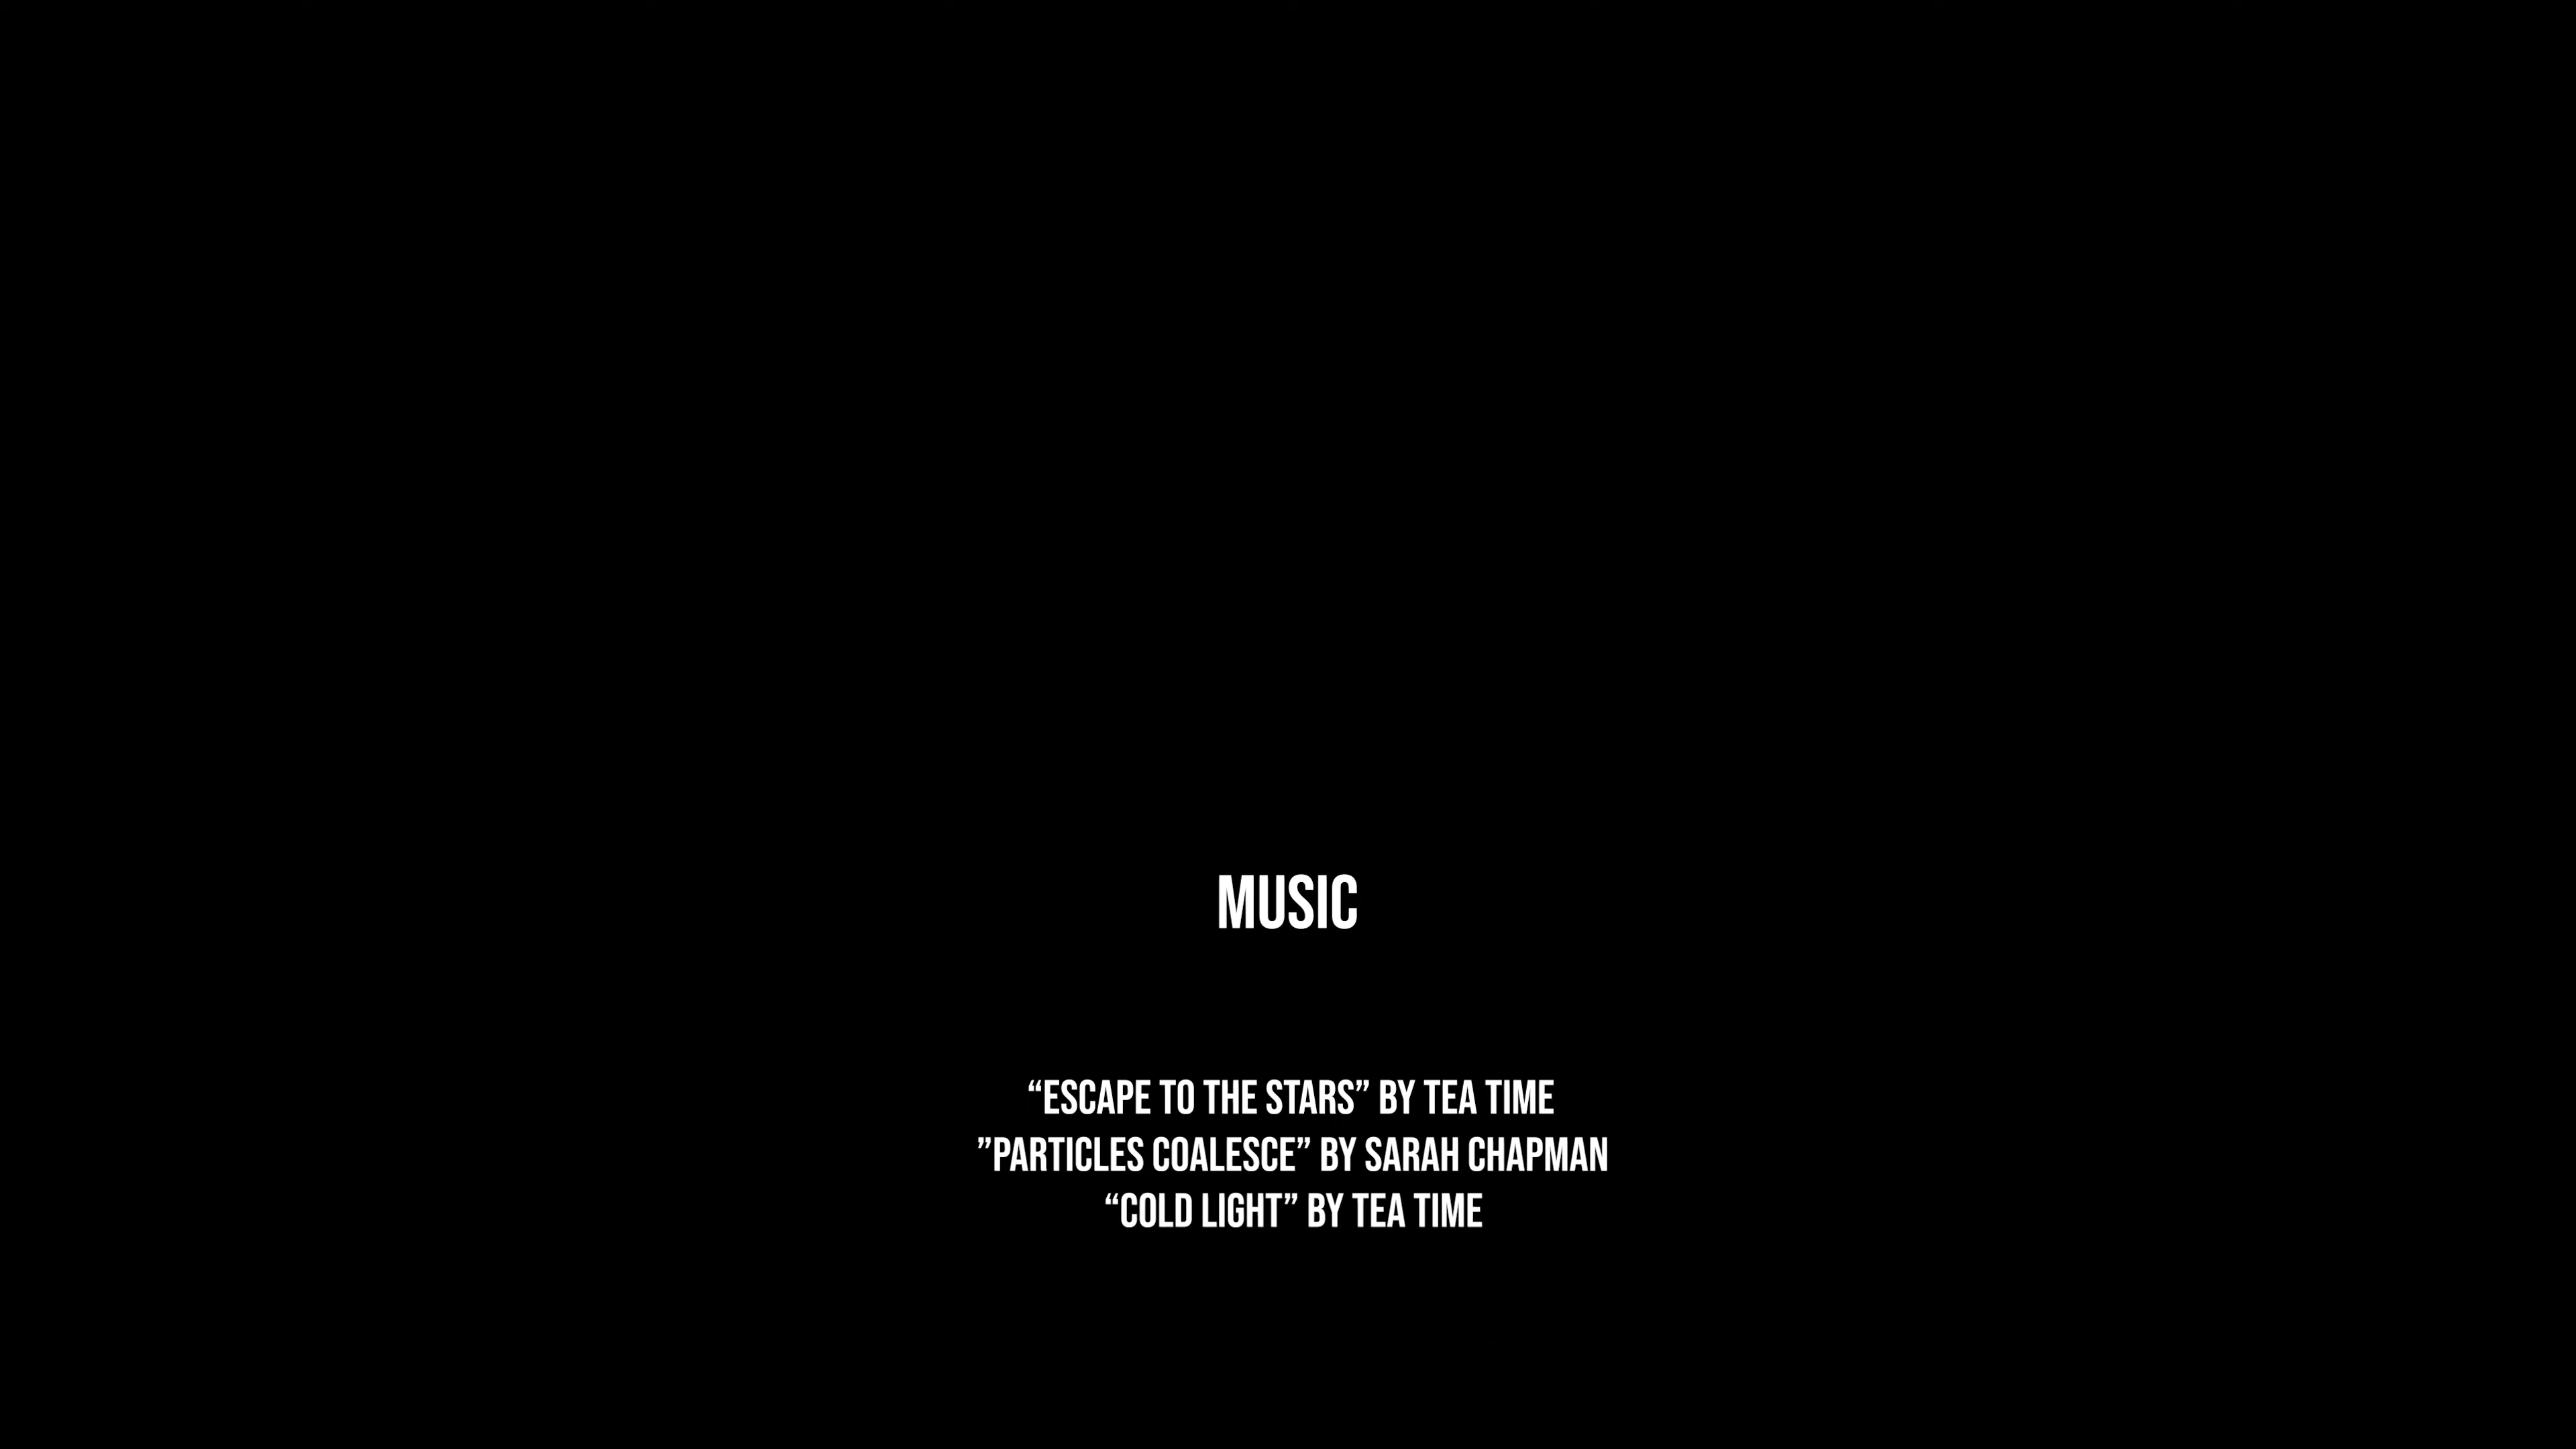 MUSIC
“ESCAPE TO THE STARS” BY TEA TIME
”PARTICLES COALESCE” BY SARAH CHAPMAN
“COLD LIGHT” BY TEA TIME